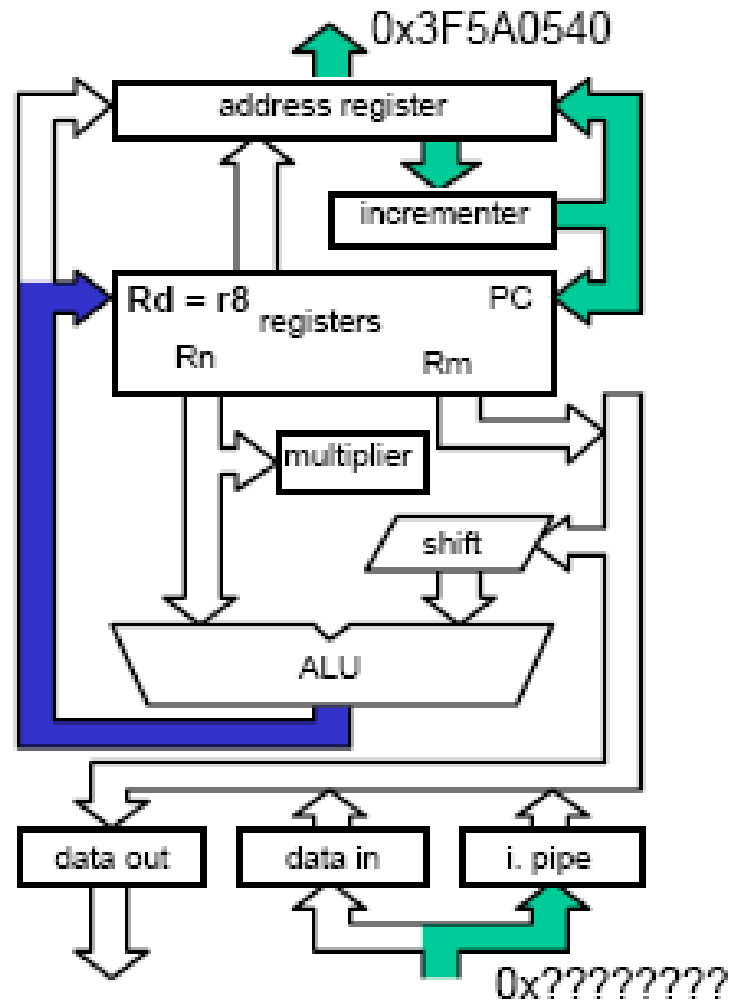 0x3F5A0540
address register
incrementer
Rd = r8
PC
registers
Rn
Rm
multiplier
shift
ALU
data out
data in
i. pipe
0x????????